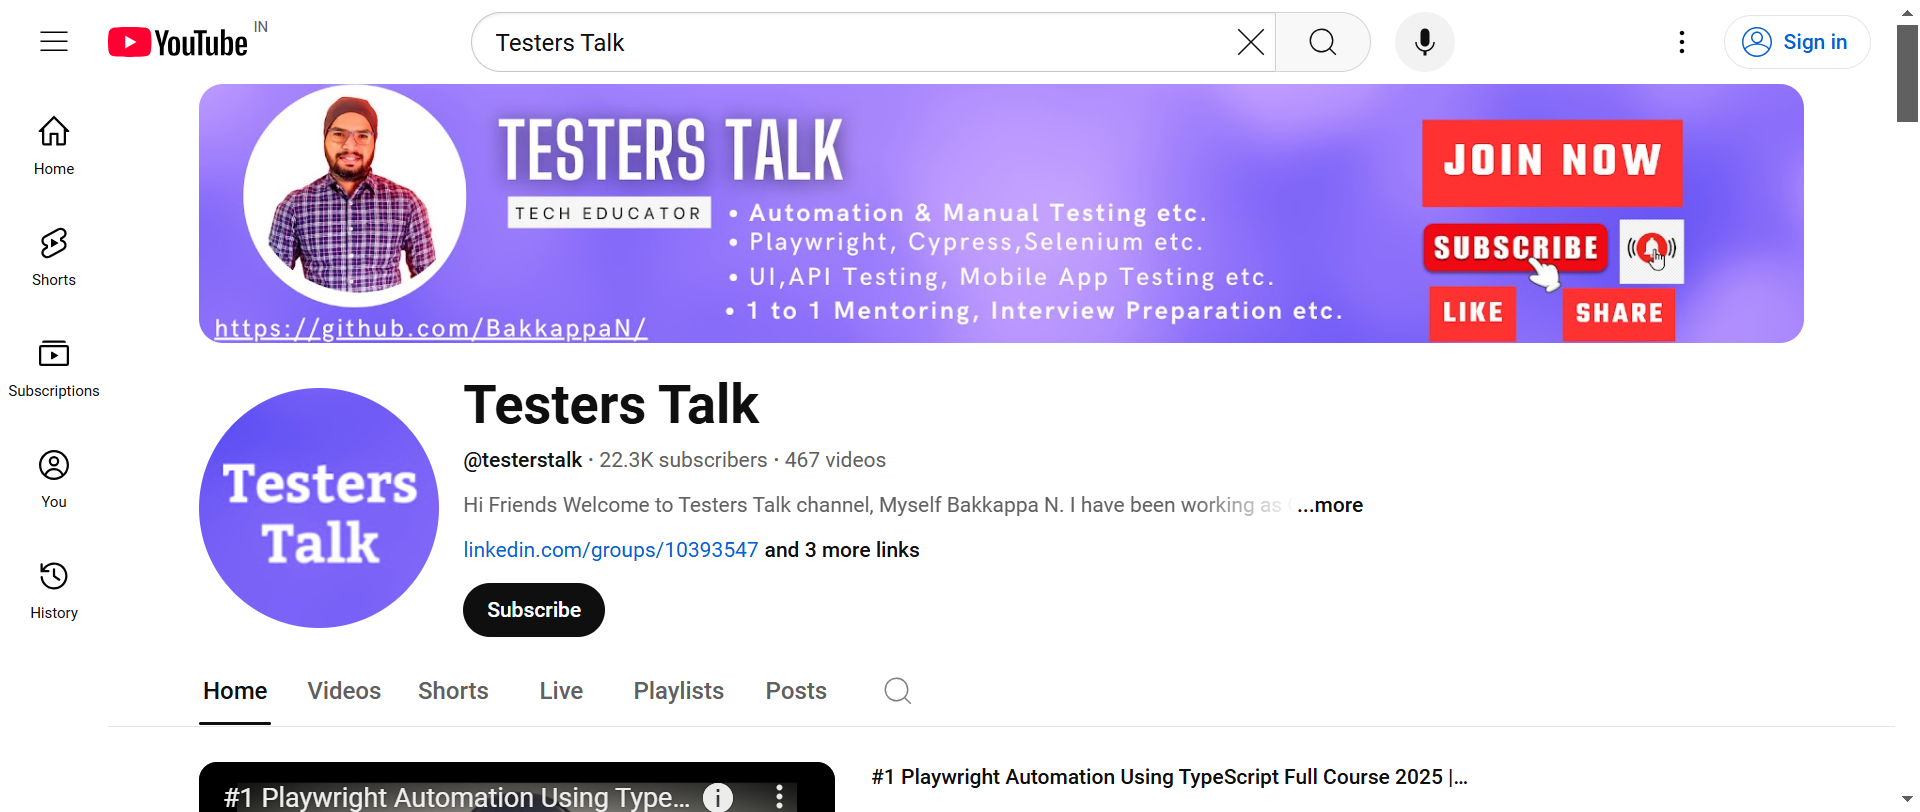 YouTube IN
Testers Talk
Sign in
Home
Shorts
Subscriptions
You
History
TESTERS TALK
TECH EDUCATOR
• Automation & Manual Testing etc.
• Playwright, Cypress,Selenium etc.
• UI,API Testing, Mobile App Testing etc.
• 1 to 1 Mentoring, Interview Preparation etc.
https://github.com/BakkappaN/
JOIN NOW
SUBSCRIBE
LIKE
SHARE
Testers
Talk
Testers Talk
@testerstalk · 22.3K subscribers · 467 videos
Hi Friends Welcome to Testers Talk channel, Myself Bakkappa N. I have been working as ...more
linkedin.com/groups/10393547 and 3 more links
Subscribe
Home Videos Shorts Live Playlists Posts
#1 Playwright Automation Using Type...
#1 Playwright Automation Using TypeScript Full Course 2025 |...